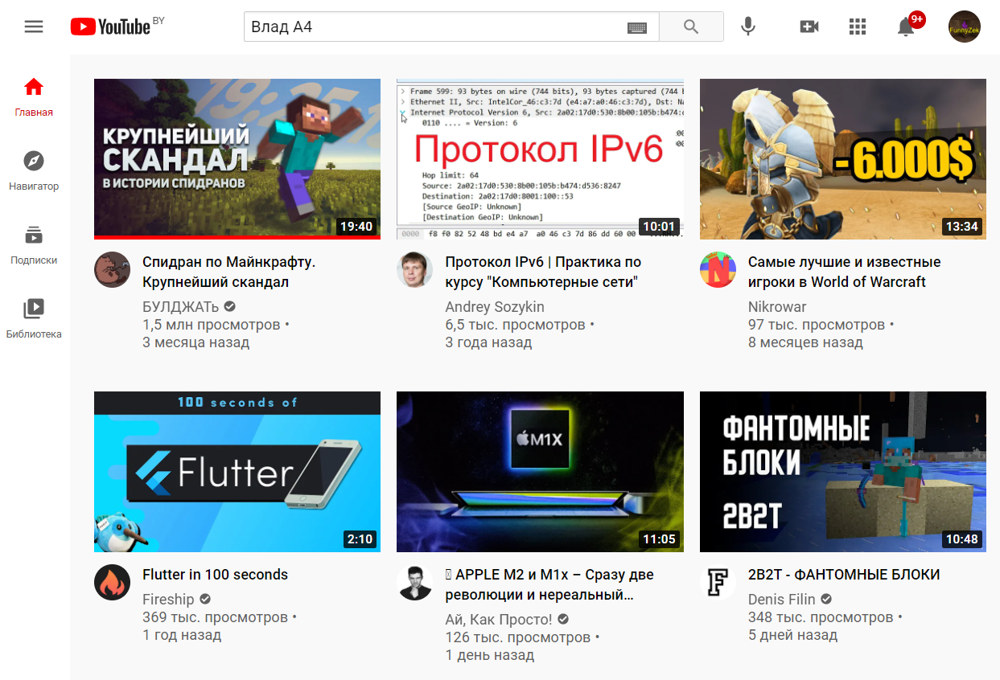 YouTube BY
Влад А4
9+
FunnyZek
Главная
Навигатор
Подписки
Библиотека
19:25.1
КРУПНЕЙШИЙ
СКАНДАЛ
В ИСТОРИИ СПИДРАНОВ
19:40
Спидран по Майнкрафту.
Крупнейший скандал
БУЛДЖАТь
1,5 млн просмотров •
3 месяца назад
Frame 599: 93 bytes on wire (744 bits), 93 bytes captured (744 b
Ethernet II, Src: IntelCor_46:c3:7d (e4:a7:a0:46:c3:7d), Dst: Na
Internet Protocol Version 6, Src: 2a02:17d0:530:8b00:105b:b474:d
0110 .... = Version: 6
Протокол IPv6
Hop limit: 64
Source: 2a02:17d0:530:8b00:105b:b474:d536:8247
Destination: 2a02:17d0:8001:100::53
[Source GeoIP: Unknown]
[Destination GeoIP: Unknown]
0000 f8 f0 82 52 48 bd e4 a7 a0 46 c3 7d 86 dd 60 00
10:01
Протокол IPv6 | Практика по
курсу "Компьютерные сети"
Andrey Sozykin
6,5 тыс. просмотров •
3 года назад
-6.000$
13:34
Самые лучшие и известные
игроки в World of Warcraft
Nikrowar
97 тыс. просмотров •
8 месяцев назад
100 seconds of
Flutter
2:10
Flutter in 100 seconds
Fireship
369 тыс. просмотров •
1 год назад
M1X
11:05
APPLE M2 и M1x – Сразу две
революции и нереальный...
Ай, Как Просто!
126 тыс. просмотров •
1 день назад
ФАНТОМНЫЕ
БЛОКИ
2B2T
10:48
F
2B2T - ФАНТОМНЫЕ БЛОКИ
Denis Filin
348 тыс. просмотров •
5 дней назад